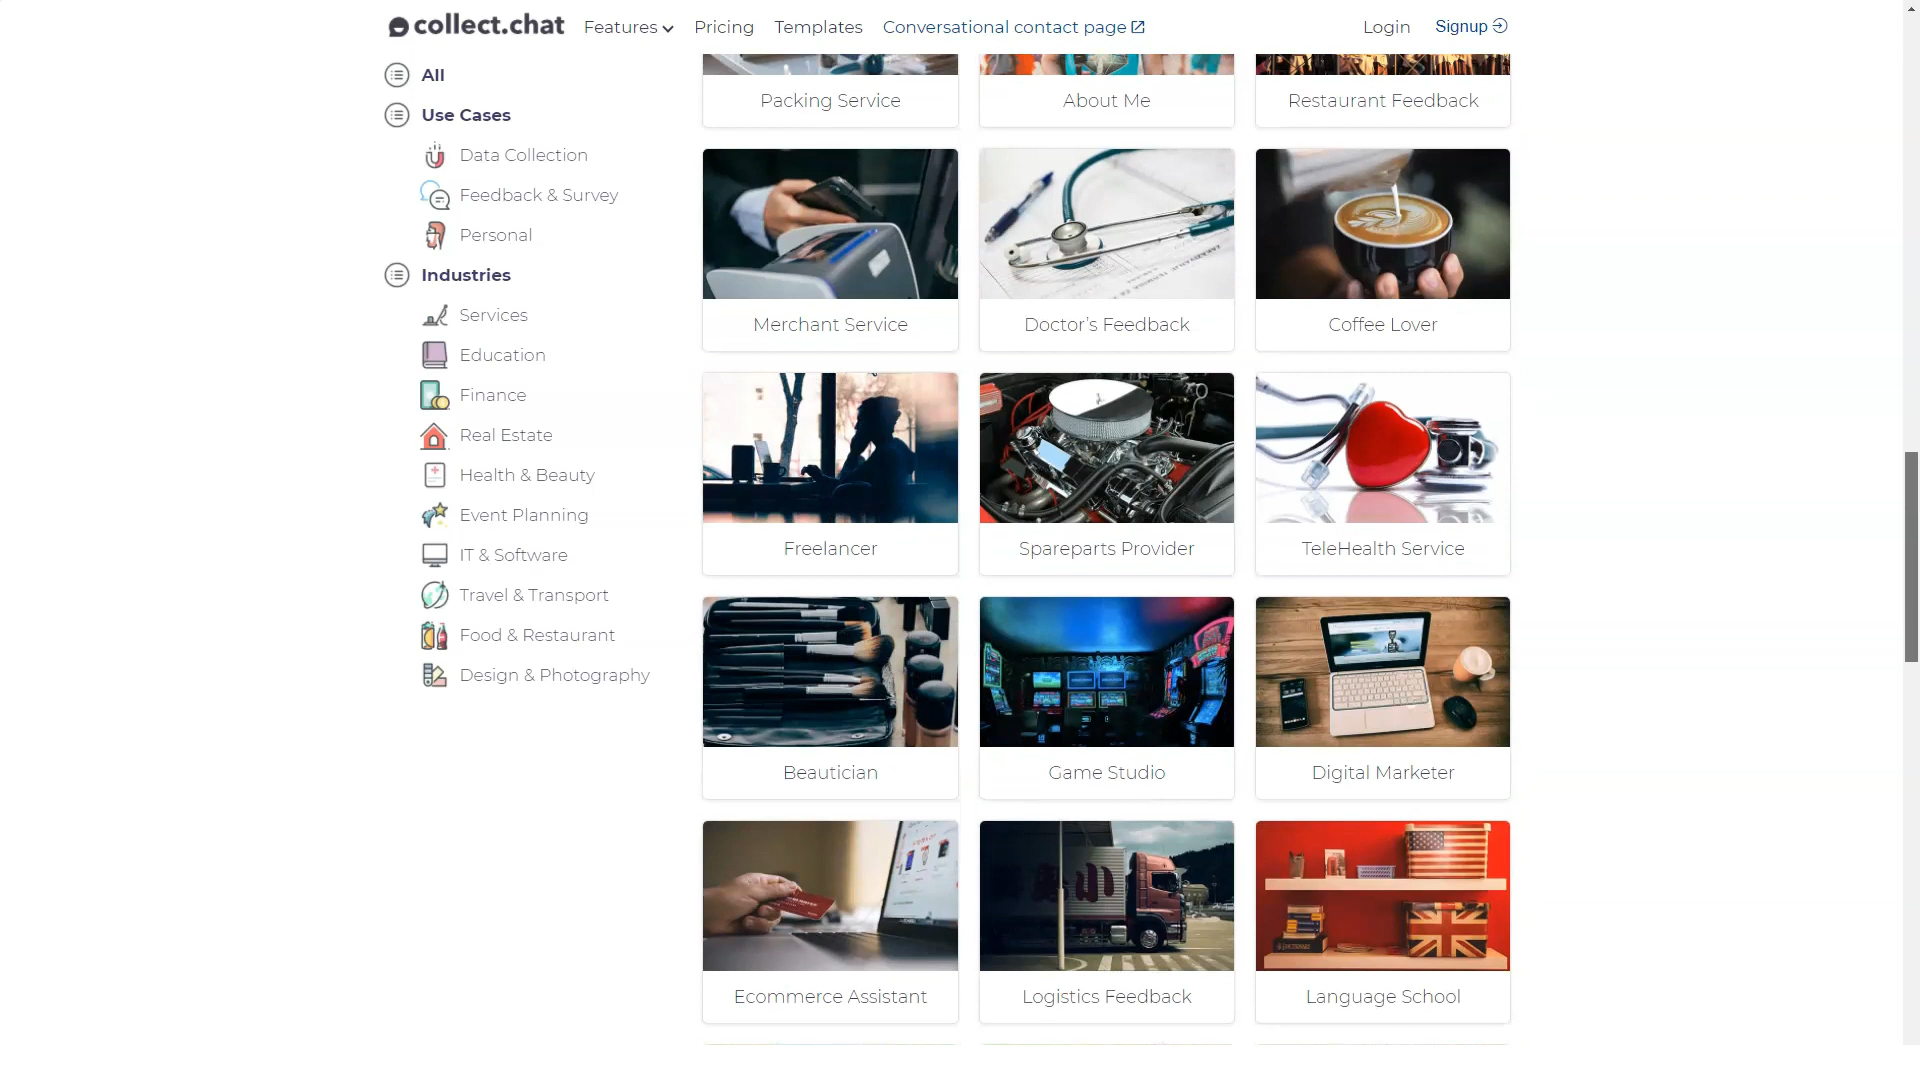 collect.chat
Features
Pricing
Templates
Conversational contact page
Login
Signup
All
Use Cases
Data Collection
Feedback & Survey
Personal
Industries
Services
Education
Finance
Real Estate
Health & Beauty
Event Planning
IT & Software
Travel & Transport
Food & Restaurant
Design & Photography
Packing Service
About Me
Restaurant Feedback
Merchant Service
Doctor's Feedback
Coffee Lover
Freelancer
Spareparts Provider
TeleHealth Service
Beautician
Game Studio
Digital Marketer
Ecommerce Assistant
Logistics Feedback
Language School